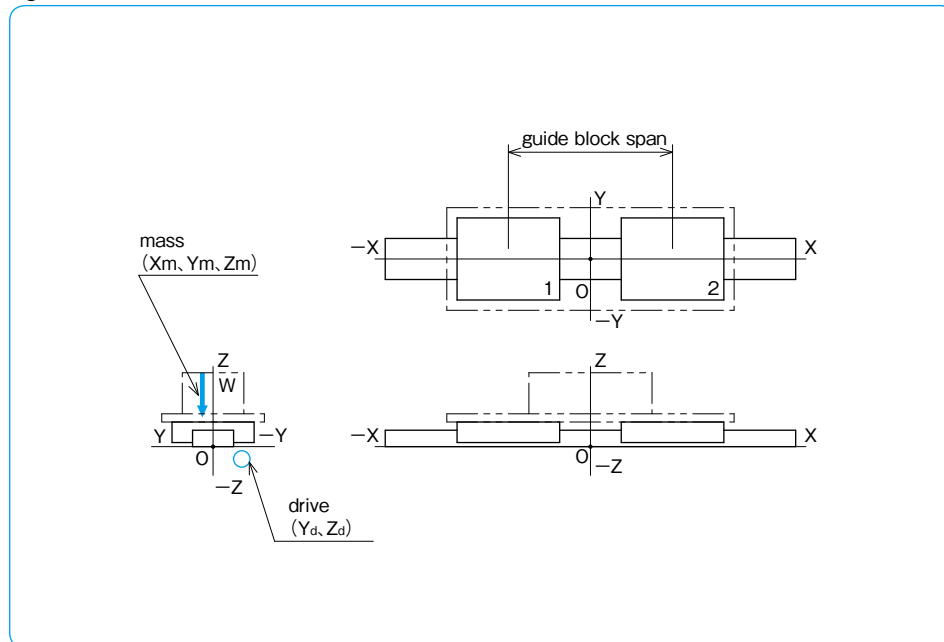 guide block span
Y
−X
X
1
O
2
−Y
mass
(Xm、Ym、Zm)
Z
W
Y
−Y
O
−Z
drive
(Yd、Zd)
Z
−X
X
O
−Z